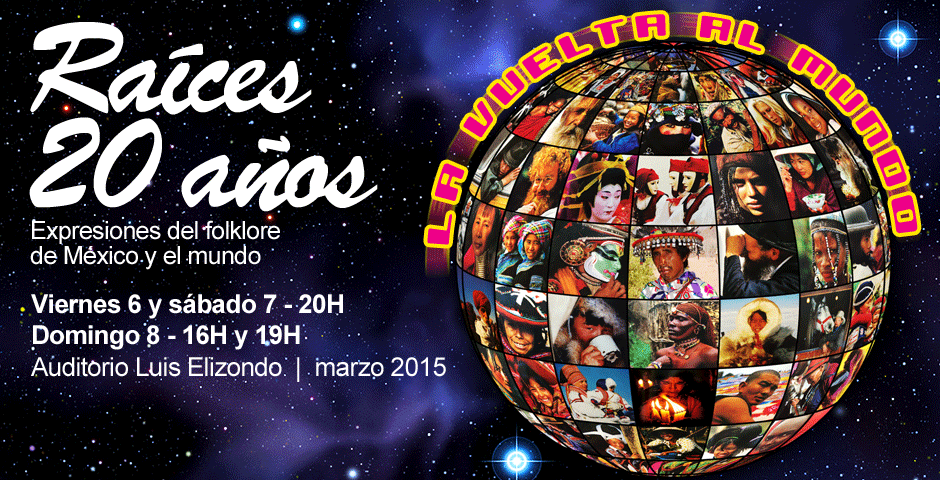 Raíces
20 años
Expresiones del folklore
de México y el mundo
Viernes 6 y sábado 7 - 20H
Domingo 8 - 16H y 19H
Auditorio Luis Elizondo | marzo 2015
LA VUELTA AL MUNDO